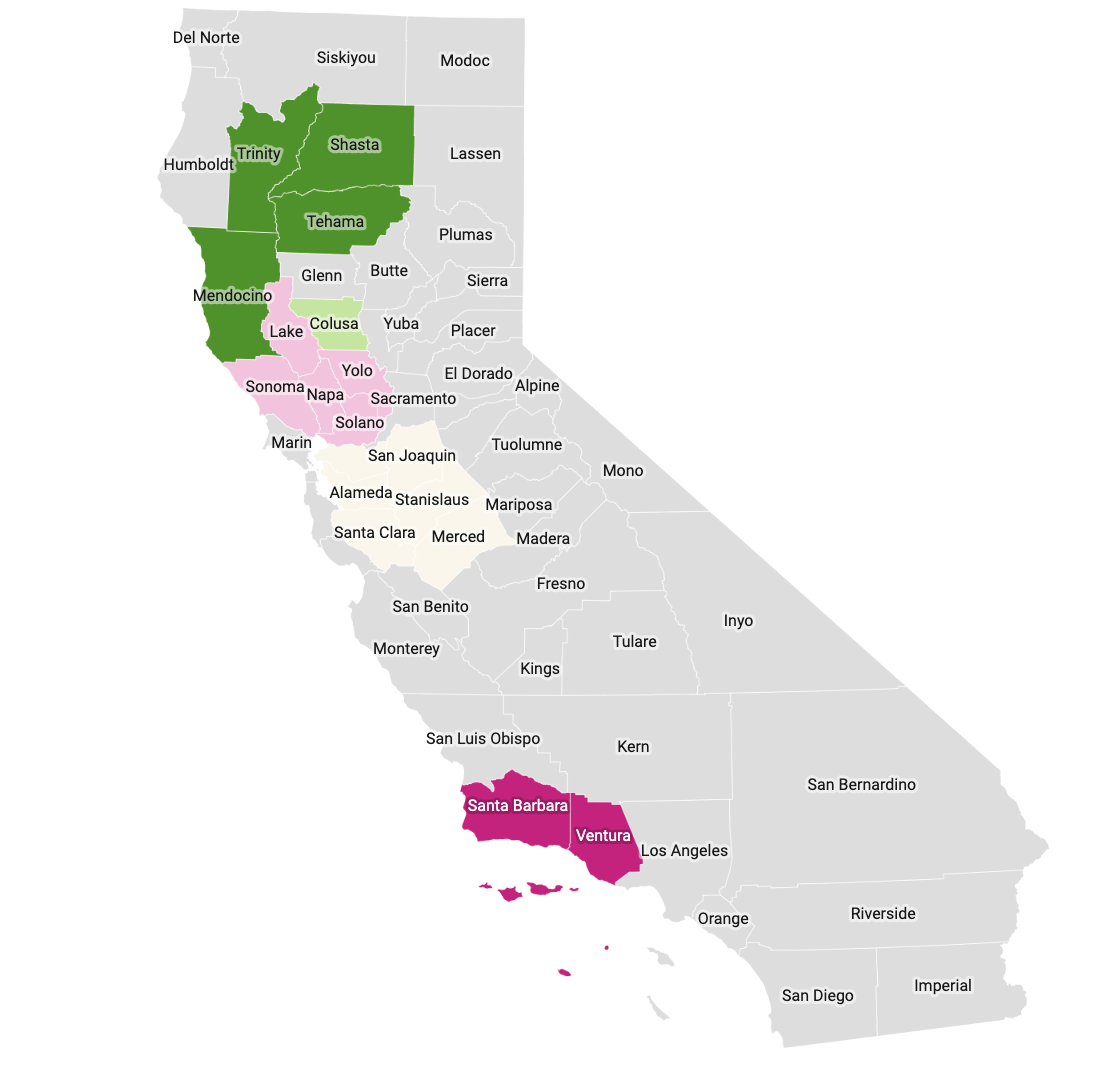 Del Norte
Siskiyou
Modoc
Humboldt
Trinity
Shasta
Lassen
Tehama
Plumas
Mendocino
Glenn
Butte
Sierra
Lake
Colusa
Yuba
Placer
Sonoma
Napa
Yolo
El Dorado
Alpine
Sacramento
Solano
Marin
San Joaquin
Tuolumne
Mono
Alameda
Stanislaus
Mariposa
Santa Clara
Merced
Madera
Fresno
San Benito
Inyo
Monterey
Tulare
Kings
San Luis Obispo
Kern
San Bernardino
Santa Barbara
Ventura
Los Angeles
Orange
Riverside
San Diego
Imperial